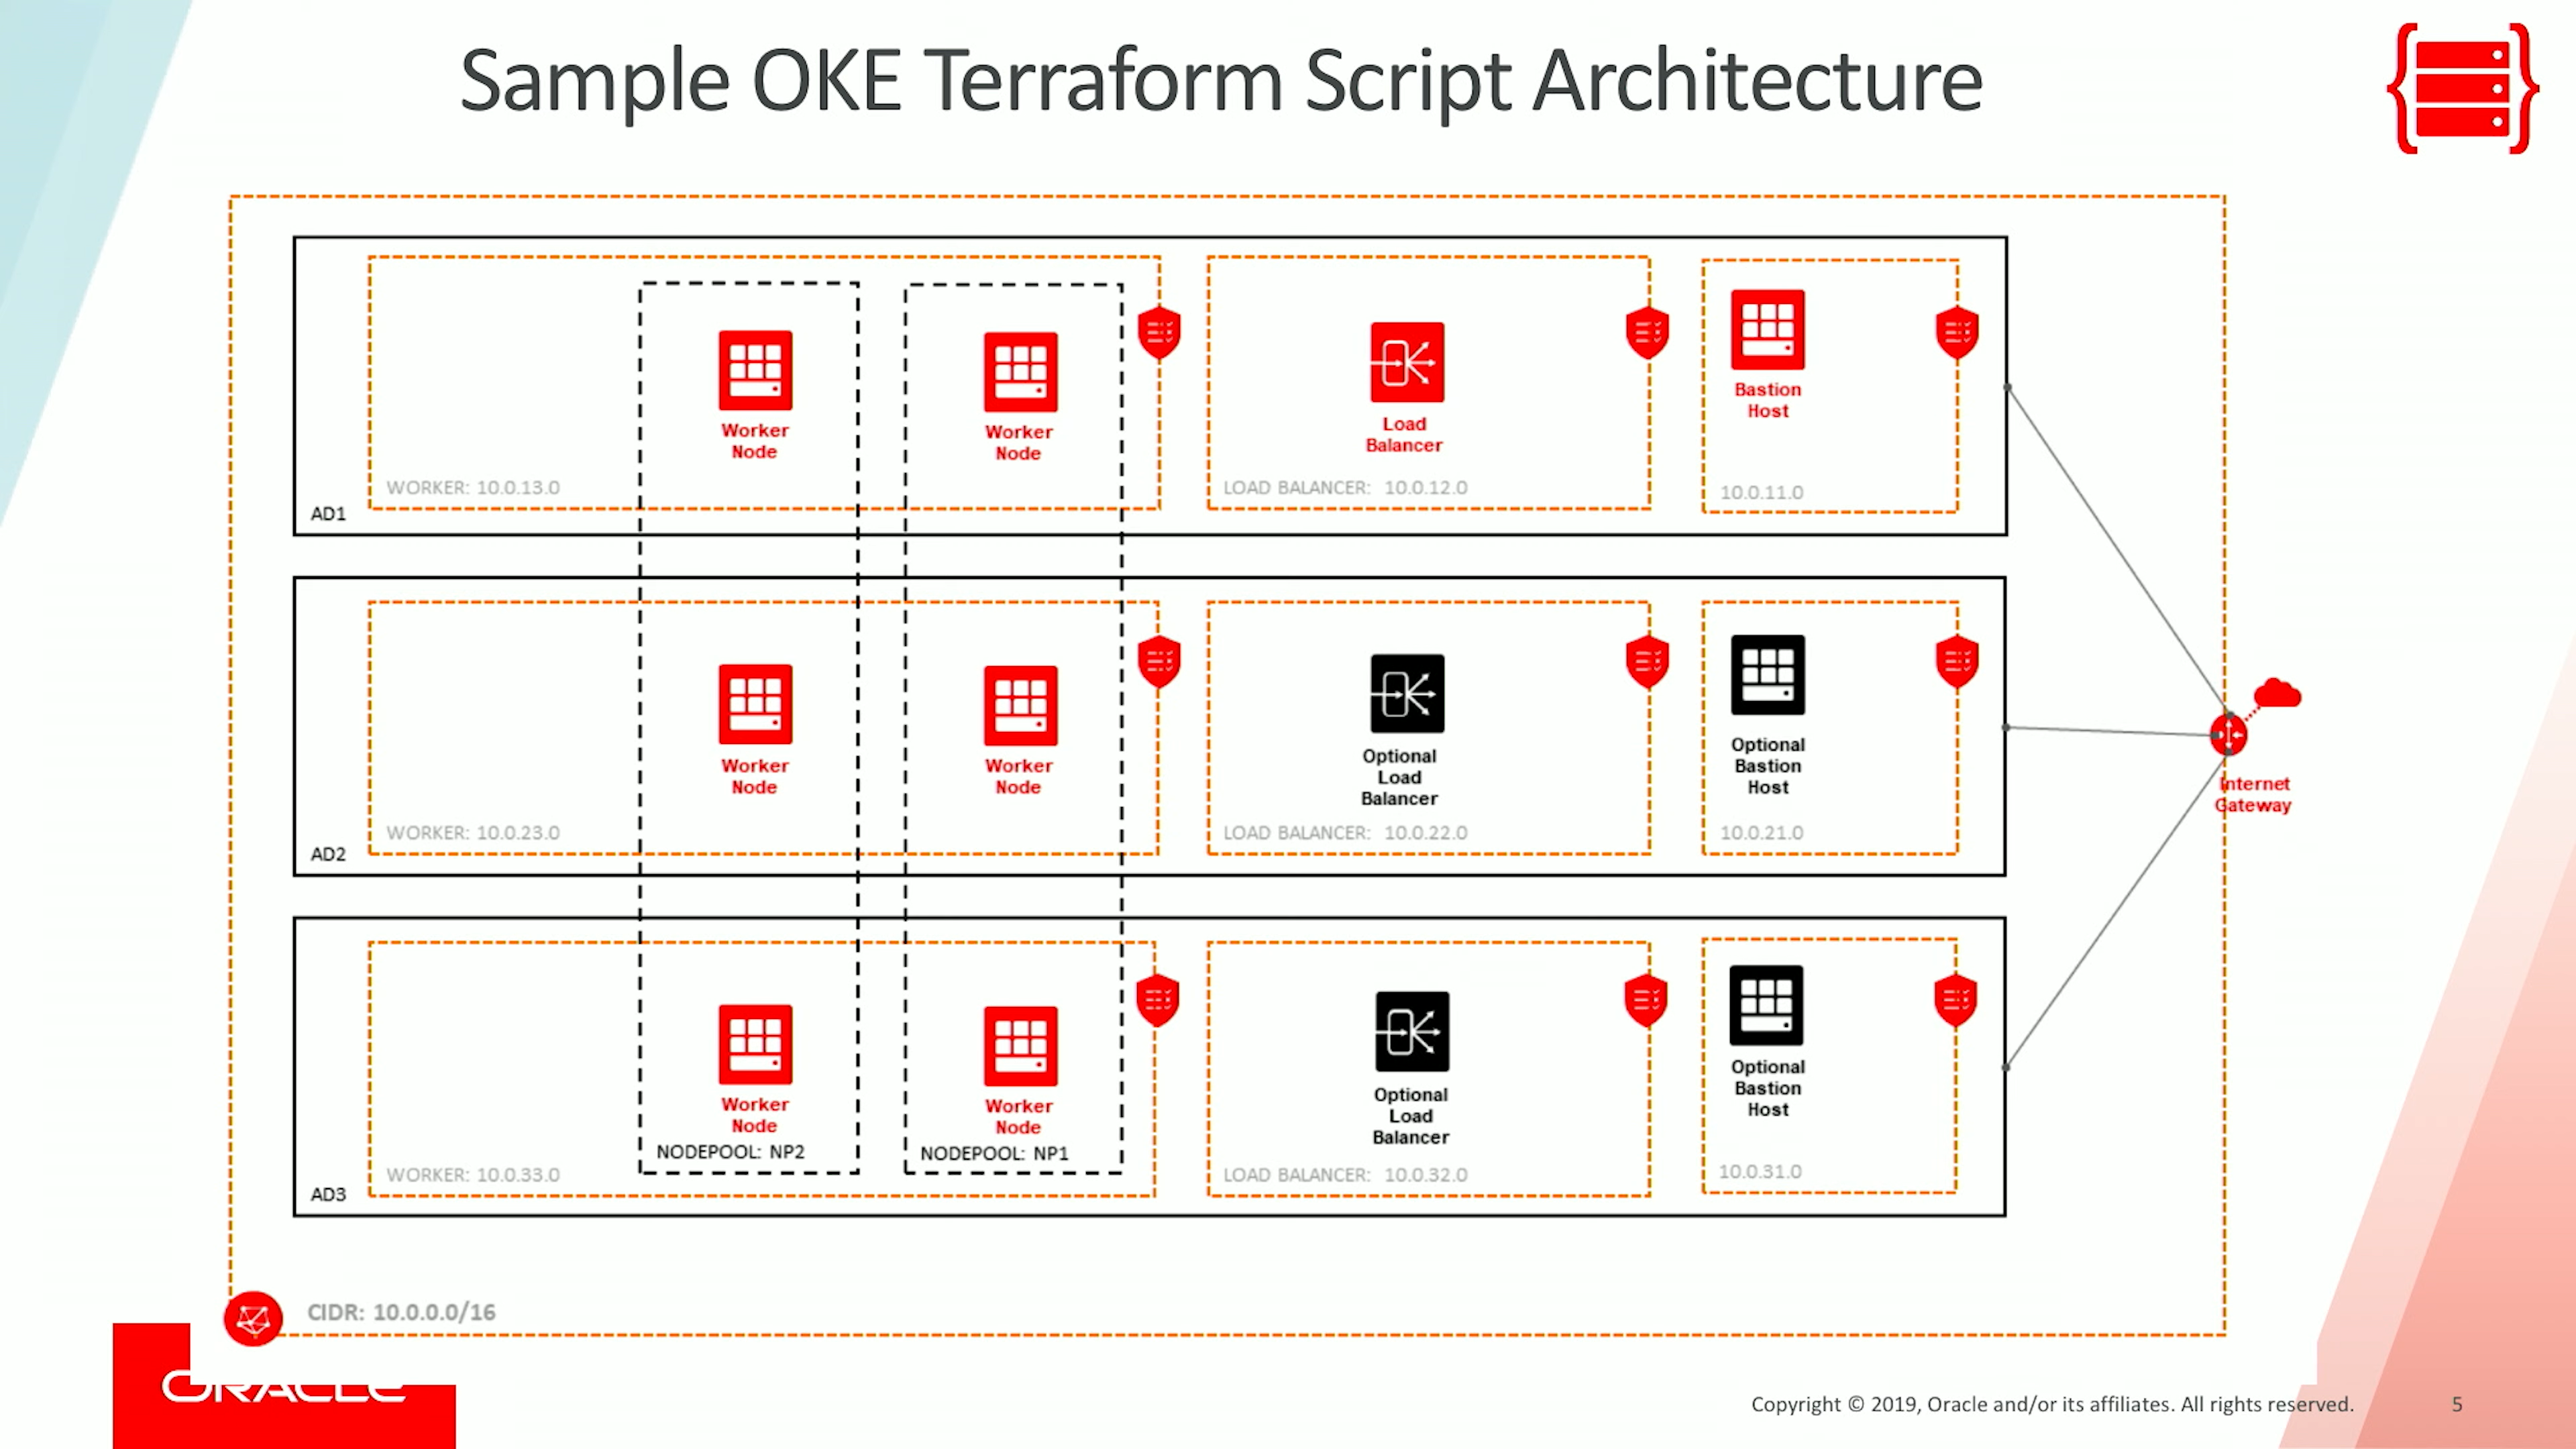 Sample OKE Terraform Script Architecture
Worker
Node
Worker
Node
Load
Balancer
Bastion
Host
WORKER: 10.0.13.0
LOAD BALANCER: 10.0.12.0
10.0.11.0
AD1
Worker
Node
Worker
Node
Optional
Load
Balancer
Optional
Bastion
Host
WORKER: 10.0.23.0
LOAD BALANCER: 10.0.22.0
10.0.21.0
AD2
Internet
Gateway
Worker
Node
Worker
Node
Optional
Load
Balancer
Optional
Bastion
Host
NODEPOOL: NP2
NODEPOOL: NP1
WORKER: 10.0.33.0
LOAD BALANCER: 10.0.32.0
10.0.31.0
AD3
CIDR: 10.0.0.0/16
ORACLE
Copyright © 2019, Oracle and/or its affiliates. All rights reserved.
5